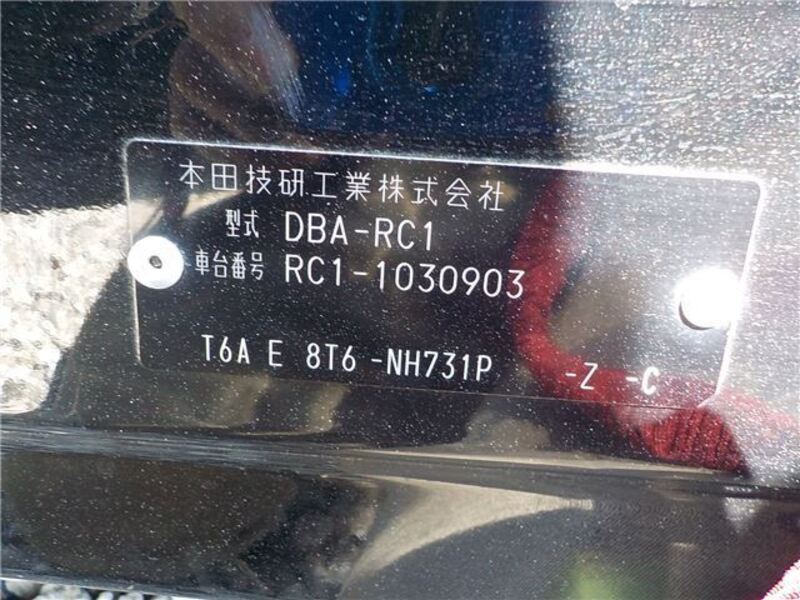 本田技研工業株式会社
型式 DBA-RC1
車台番号 RC1-1030903
T6A E 8T6 -NH731P -Z -C